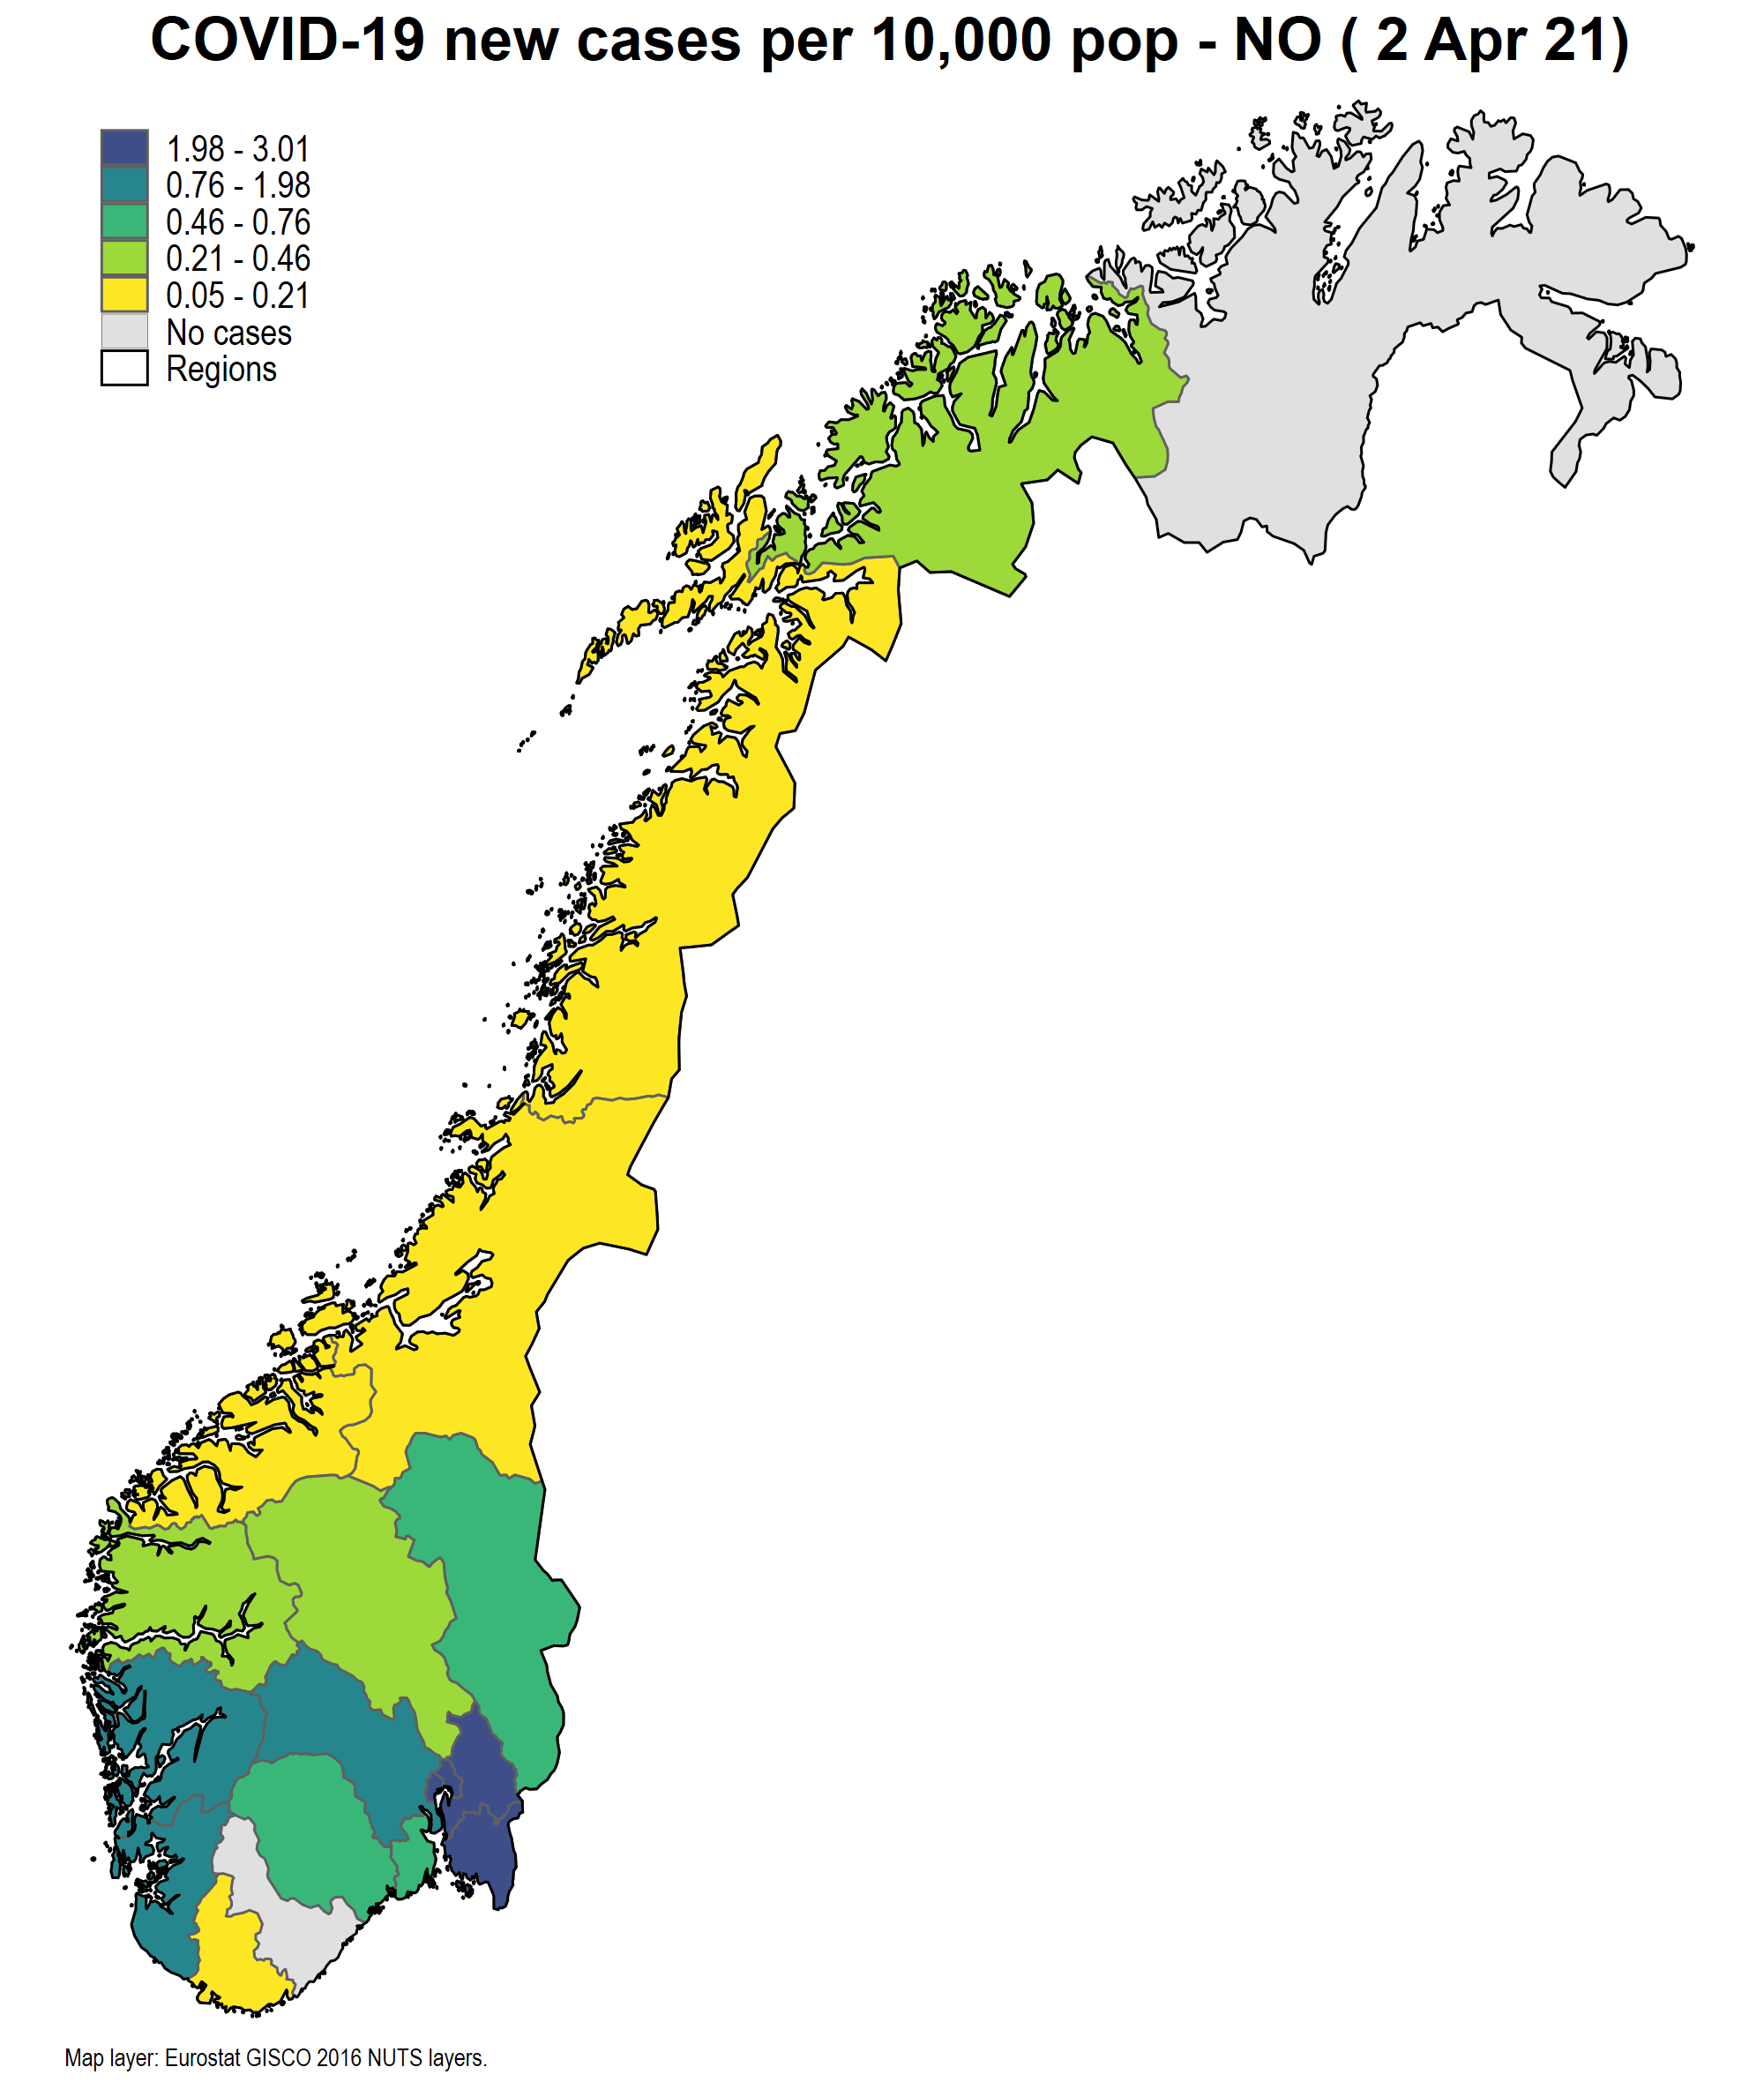 COVID-19 new cases per 10,000 pop - NO ( 2 Apr 21)
1.98 - 3.01
0.76 - 1.98
0.46 - 0.76
0.21 - 0.46
0.05 - 0.21
No cases
Regions
Map layer: Eurostat GISCO 2016 NUTS layers.